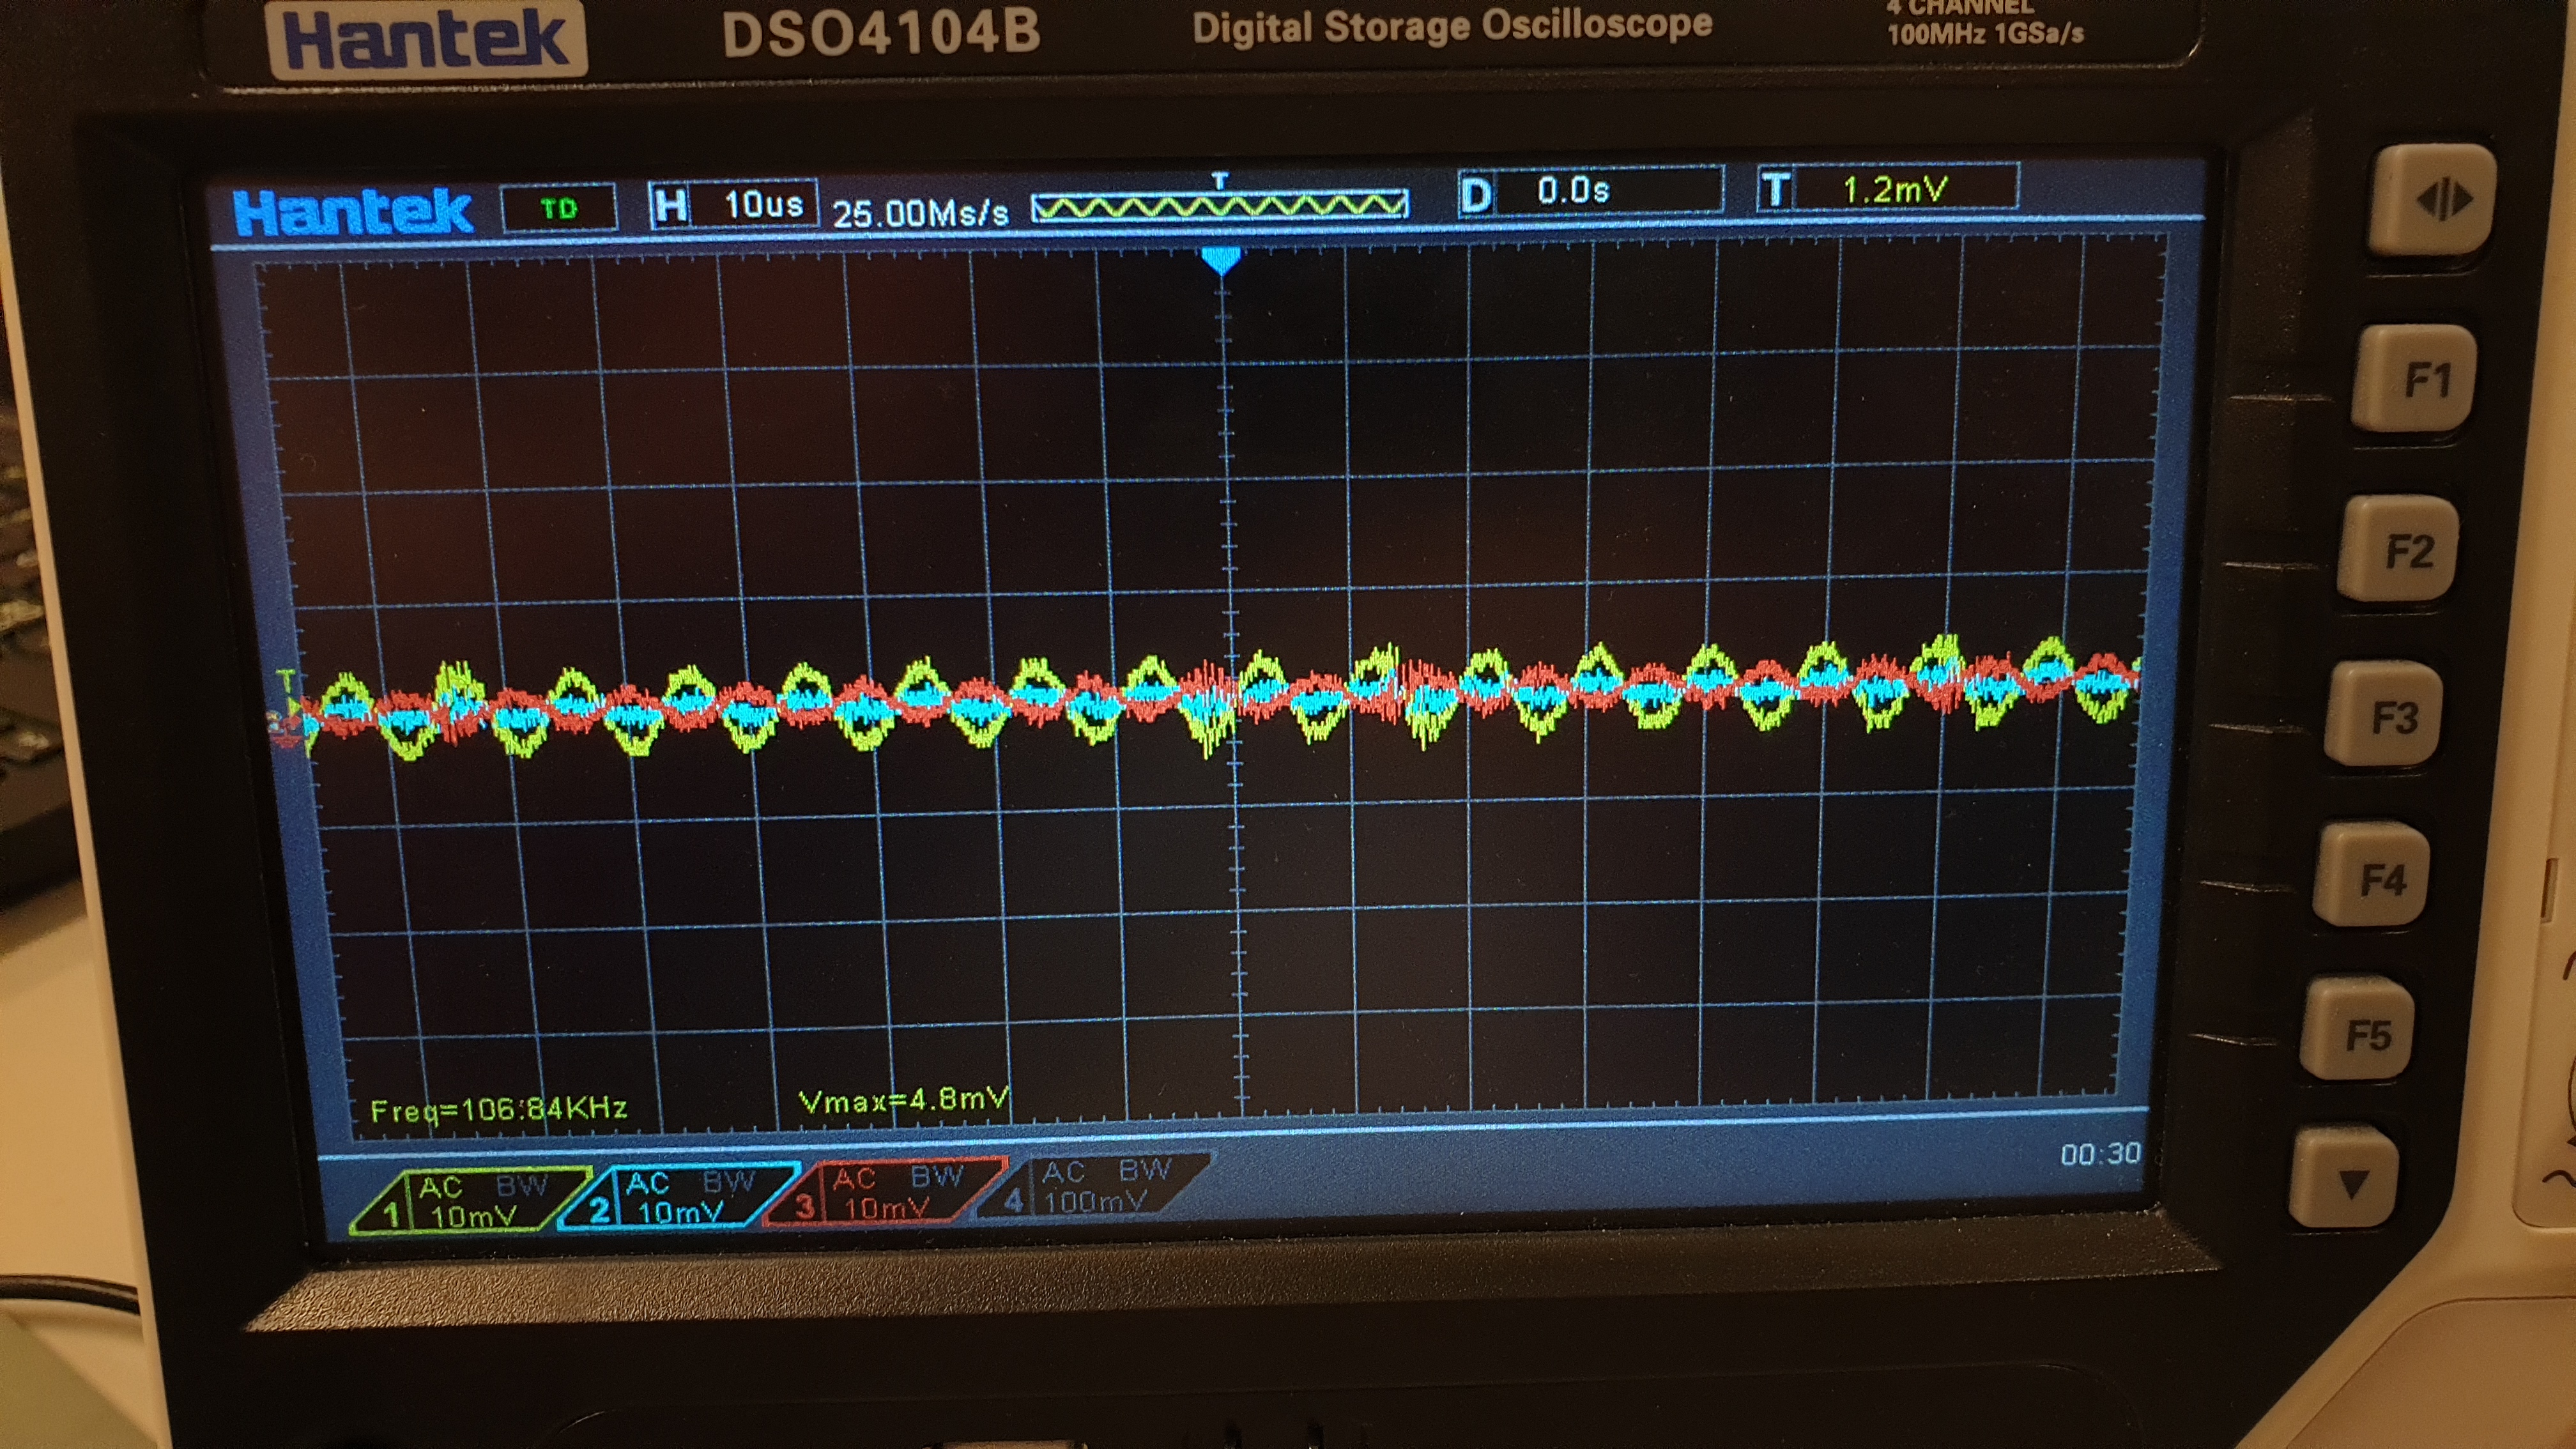 Hantek DSO4104B Digital Storage Oscilloscope
4 CHANNEL
100MHz 1GSa/s
Hantek TD H 10us 25.00Ms/s T D 0.0s T 1.2mV
F1
F2
T
F3
F4
F5
Freq=106.84KHz Vmax=4.8mV
00:30
1 AC BW 10mV
2 AC BW 10mV
3 AC BW 10mV
4 AC BW 100mV